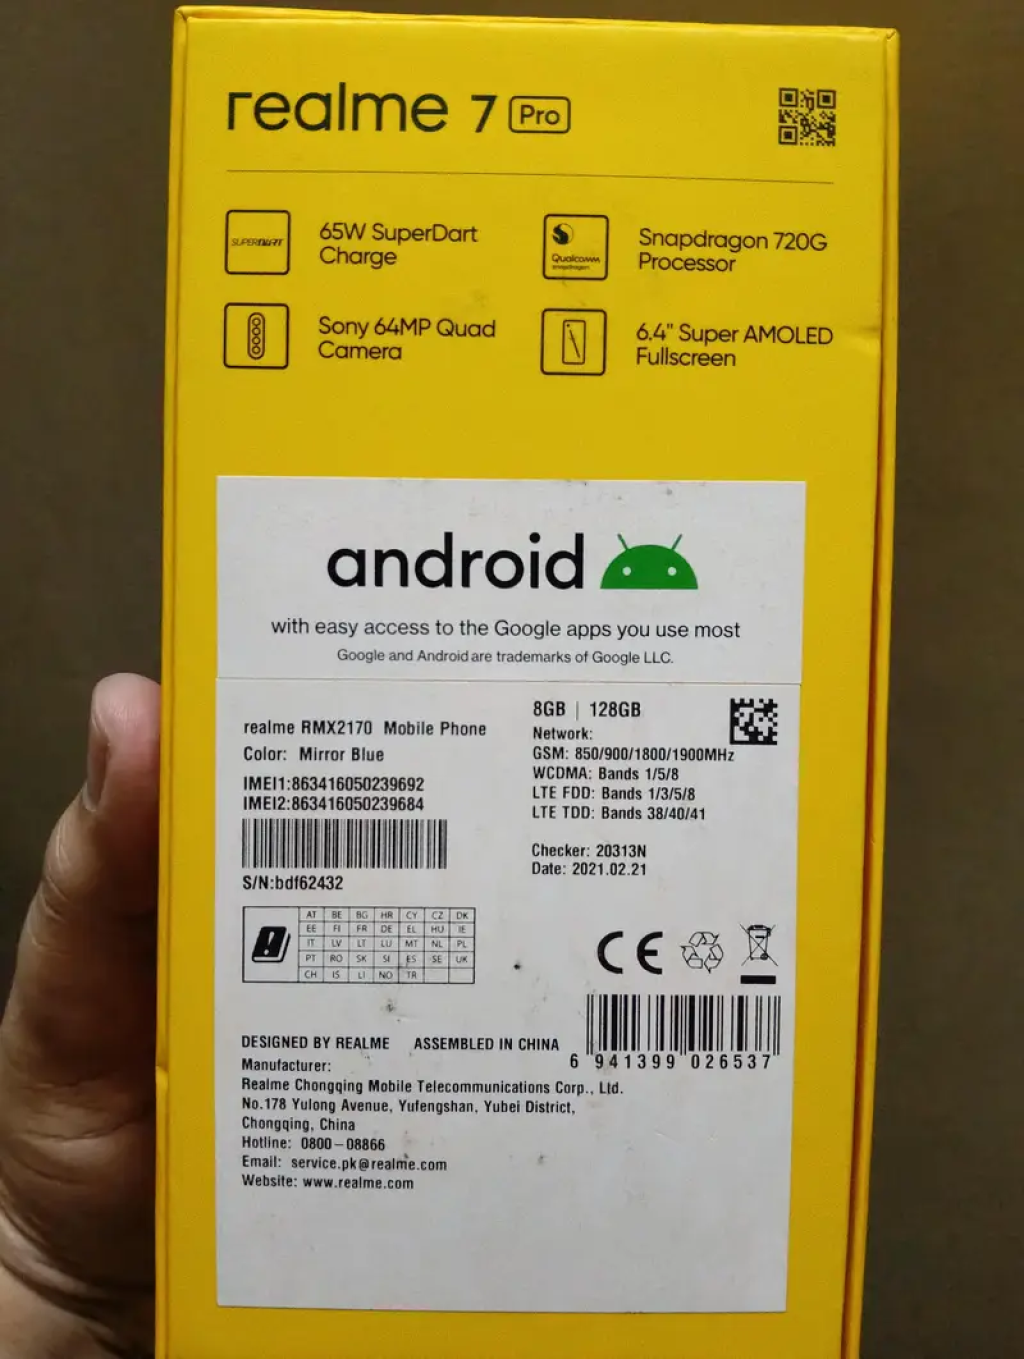 realme 7 Pro
SUPERDART
65W SuperDart
Charge
Qualcomm
snapdragon
Snapdragon 720G
Processor
Sony 64MP Quad
Camera
6.4" Super AMOLED
Fullscreen
android
with easy access to the Google apps you use most
Google and Android are trademarks of Google LLC.
realme RMX2170 Mobile Phone
Color: Mirror Blue
IMEI1:863416050239692
IMEI2:863416050239684
S/N:bdf62432
8GB | 128GB
Network:
GSM: 850/900/1800/1900MHz
WCDMA: Bands 1/5/8
LTE FDD: Bands 1/3/5/8
LTE TDD: Bands 38/40/41
Checker: 20313N
Date: 2021.02.21
AT BE BG HR CY CZ DK
EE FI FR DE EL HU IE
IT LV LT LU MT NL PL
PT RO SK SI ES SE UK
CH IS LI NO TR
CE
6 941399 026537
DESIGNED BY REALME ASSEMBLED IN CHINA
Manufacturer:
Realme Chongqing Mobile Telecommunications Corp., Ltd.
No.178 Yulong Avenue, Yufengshan, Yubei District,
Chongqing, China
Hotline: 0800-08866
Email: service.pk@realme.com
Website: www.realme.com